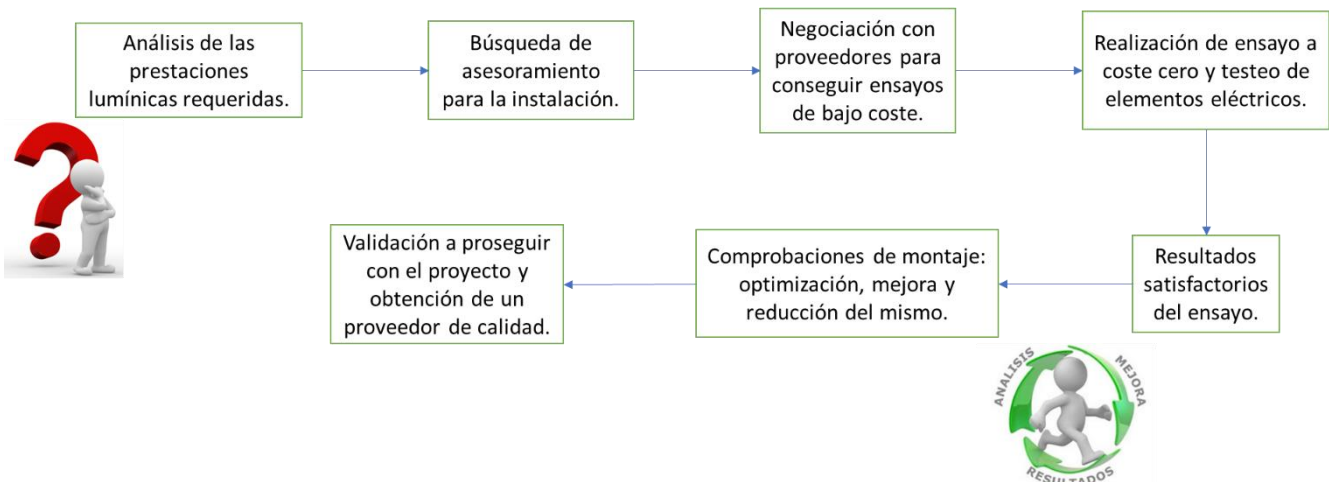 Análisis de las
prestaciones
lumínicas requeridas.
Búsqueda de
asesoramiento
para la instalación.
Negociación con
proveedores para
conseguir ensayos
de bajo coste.
Realización de ensayo a
coste cero y testeo de
elementos eléctricos.
Validación a proseguir
con el proyecto y
obtención de un
proveedor de calidad.
Comprobaciones de montaje:
optimización, mejora y
reducción del mismo.
Resultados
satisfactorios
del ensayo.
ANALISIS
MEJORA
RESULTADOS